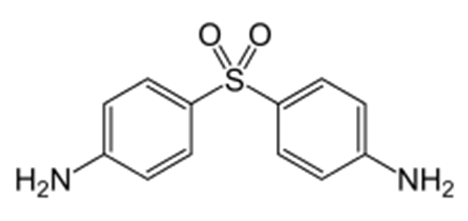 O O
S
H₂N NH₂